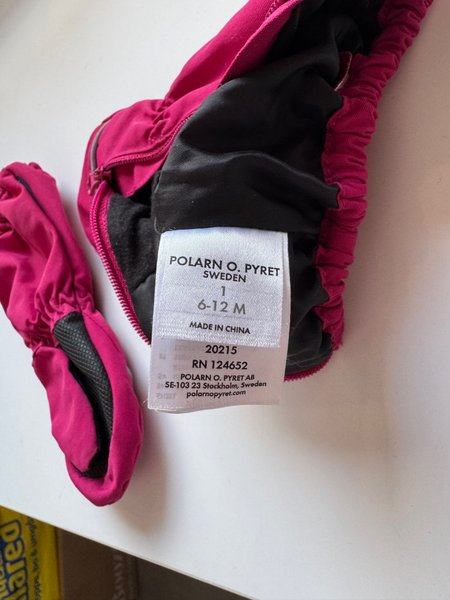 POLARN O. PYRET
SWEDEN
1
6-12 M
MADE IN CHINA
20215
RN 124652
POLARN O. PYRET AB
SE-103 23 Stockholm, Sweden
polarnopyret.com
ared